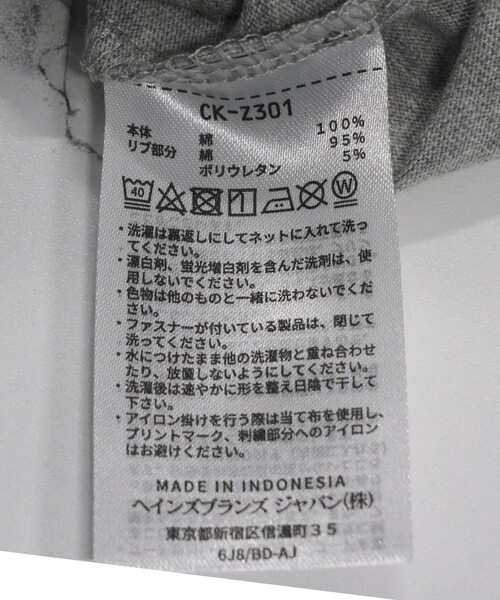 CK-Z301
本体 綿 100%
リブ部分 綿 95%
ポリウレタン 5%
40
W
・洗濯は裏返しにしてネットに入れて洗っ
てください。
・漂白剤、蛍光増白剤を含んだ洗剤は、使
用しないでください。
・色物は他のものと一緒に洗わないでくだ
さい。
・ファスナーが付いている製品は、閉じて
洗ってください。
・水につけたまま他の洗濯物と重ね合わせ
たり、放置しないようにしてください。
・洗濯後は速やかに形を整え日陰で干して
下さい。
・アイロン掛けを行う際は当て布を使用し、
プリントマーク、刺繍部分へのアイロン
はお避けください。
MADE IN INDONESIA
ヘインズブランズ ジャパン(株)
東京都新宿区信濃町35
6J8/BD-AJ